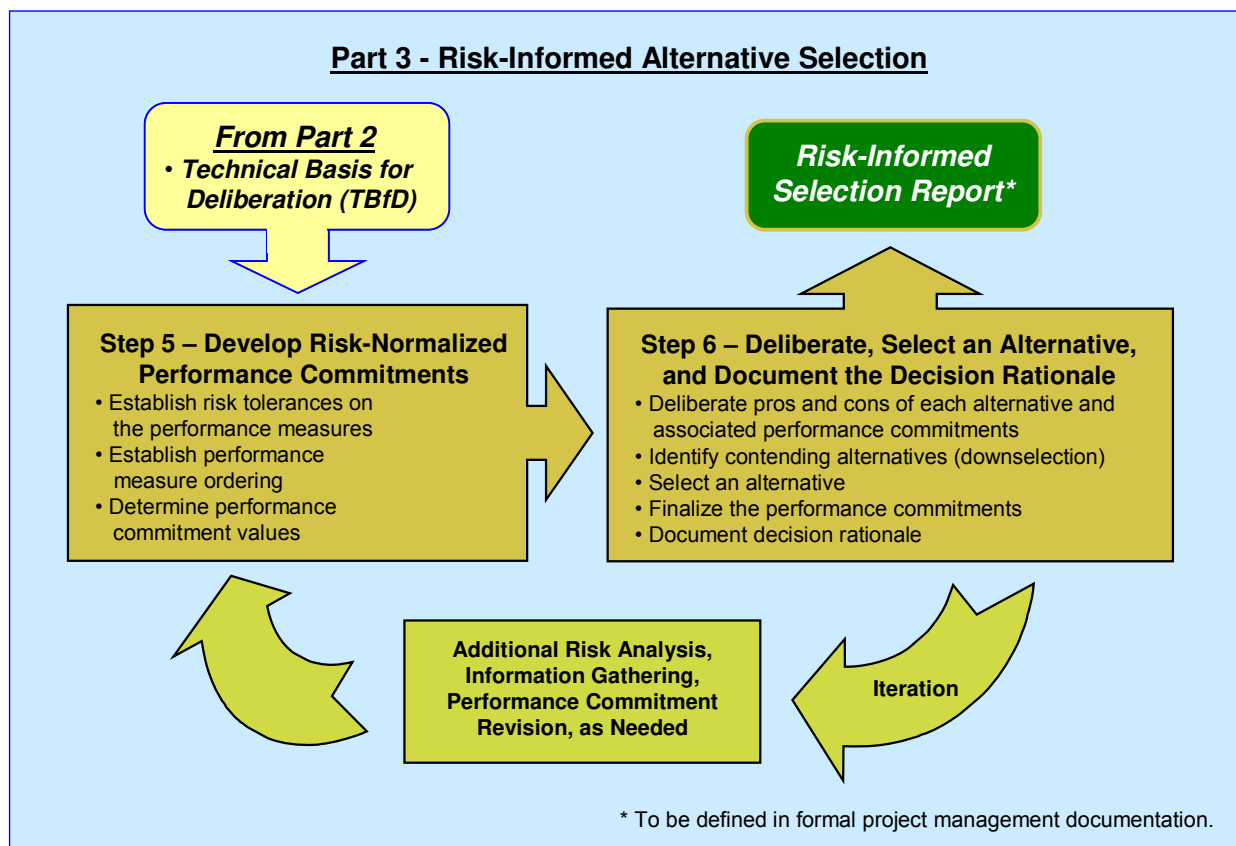 Part 3 - Risk-Informed Alternative Selection
From Part 2
• Technical Basis for
Deliberation (TBfD)
Risk-Informed
Selection Report*
Step 5 – Develop Risk-Normalized
Performance Commitments
• Establish risk tolerances on
the performance measures
• Establish performance
measure ordering
• Determine performance
commitment values
Step 6 – Deliberate, Select an Alternative,
and Document the Decision Rationale
• Deliberate pros and cons of each alternative and
associated performance commitments
• Identify contending alternatives (downselection)
• Select an alternative
• Finalize the performance commitments
• Document decision rationale
Additional Risk Analysis,
Information Gathering,
Performance Commitment
Revision, as Needed
Iteration
* To be defined in formal project management documentation.